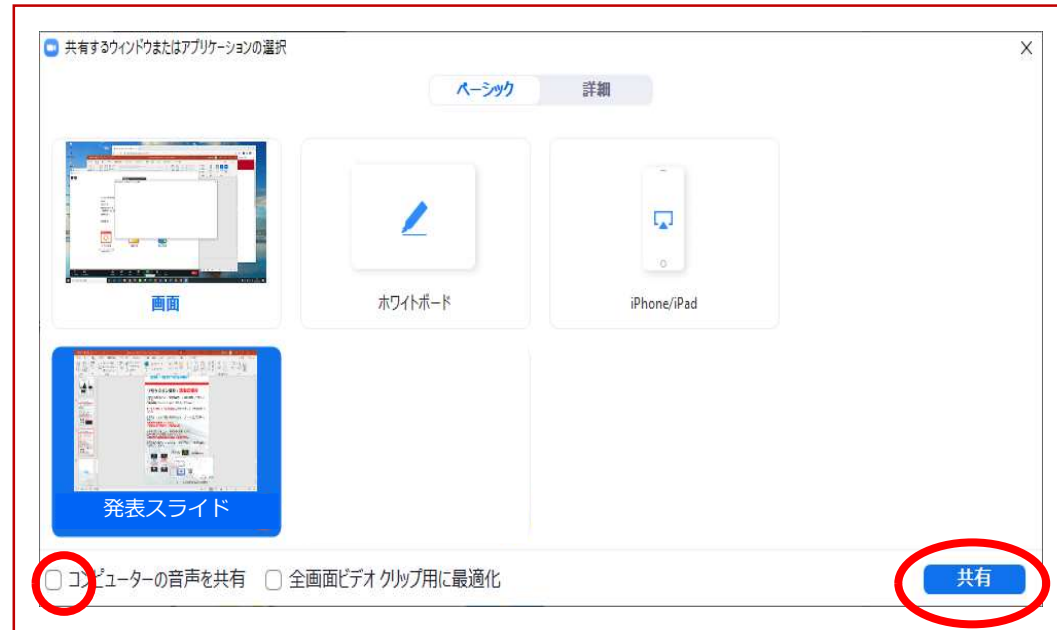 共有するウィンドウまたはアプリケーションの選択
X
ベーシック
詳細
画面
ホワイトボード
iPhone/iPad
発表スライド
コンピューターの音声を共有
全画面ビデオ クリップ用に最適化
共有